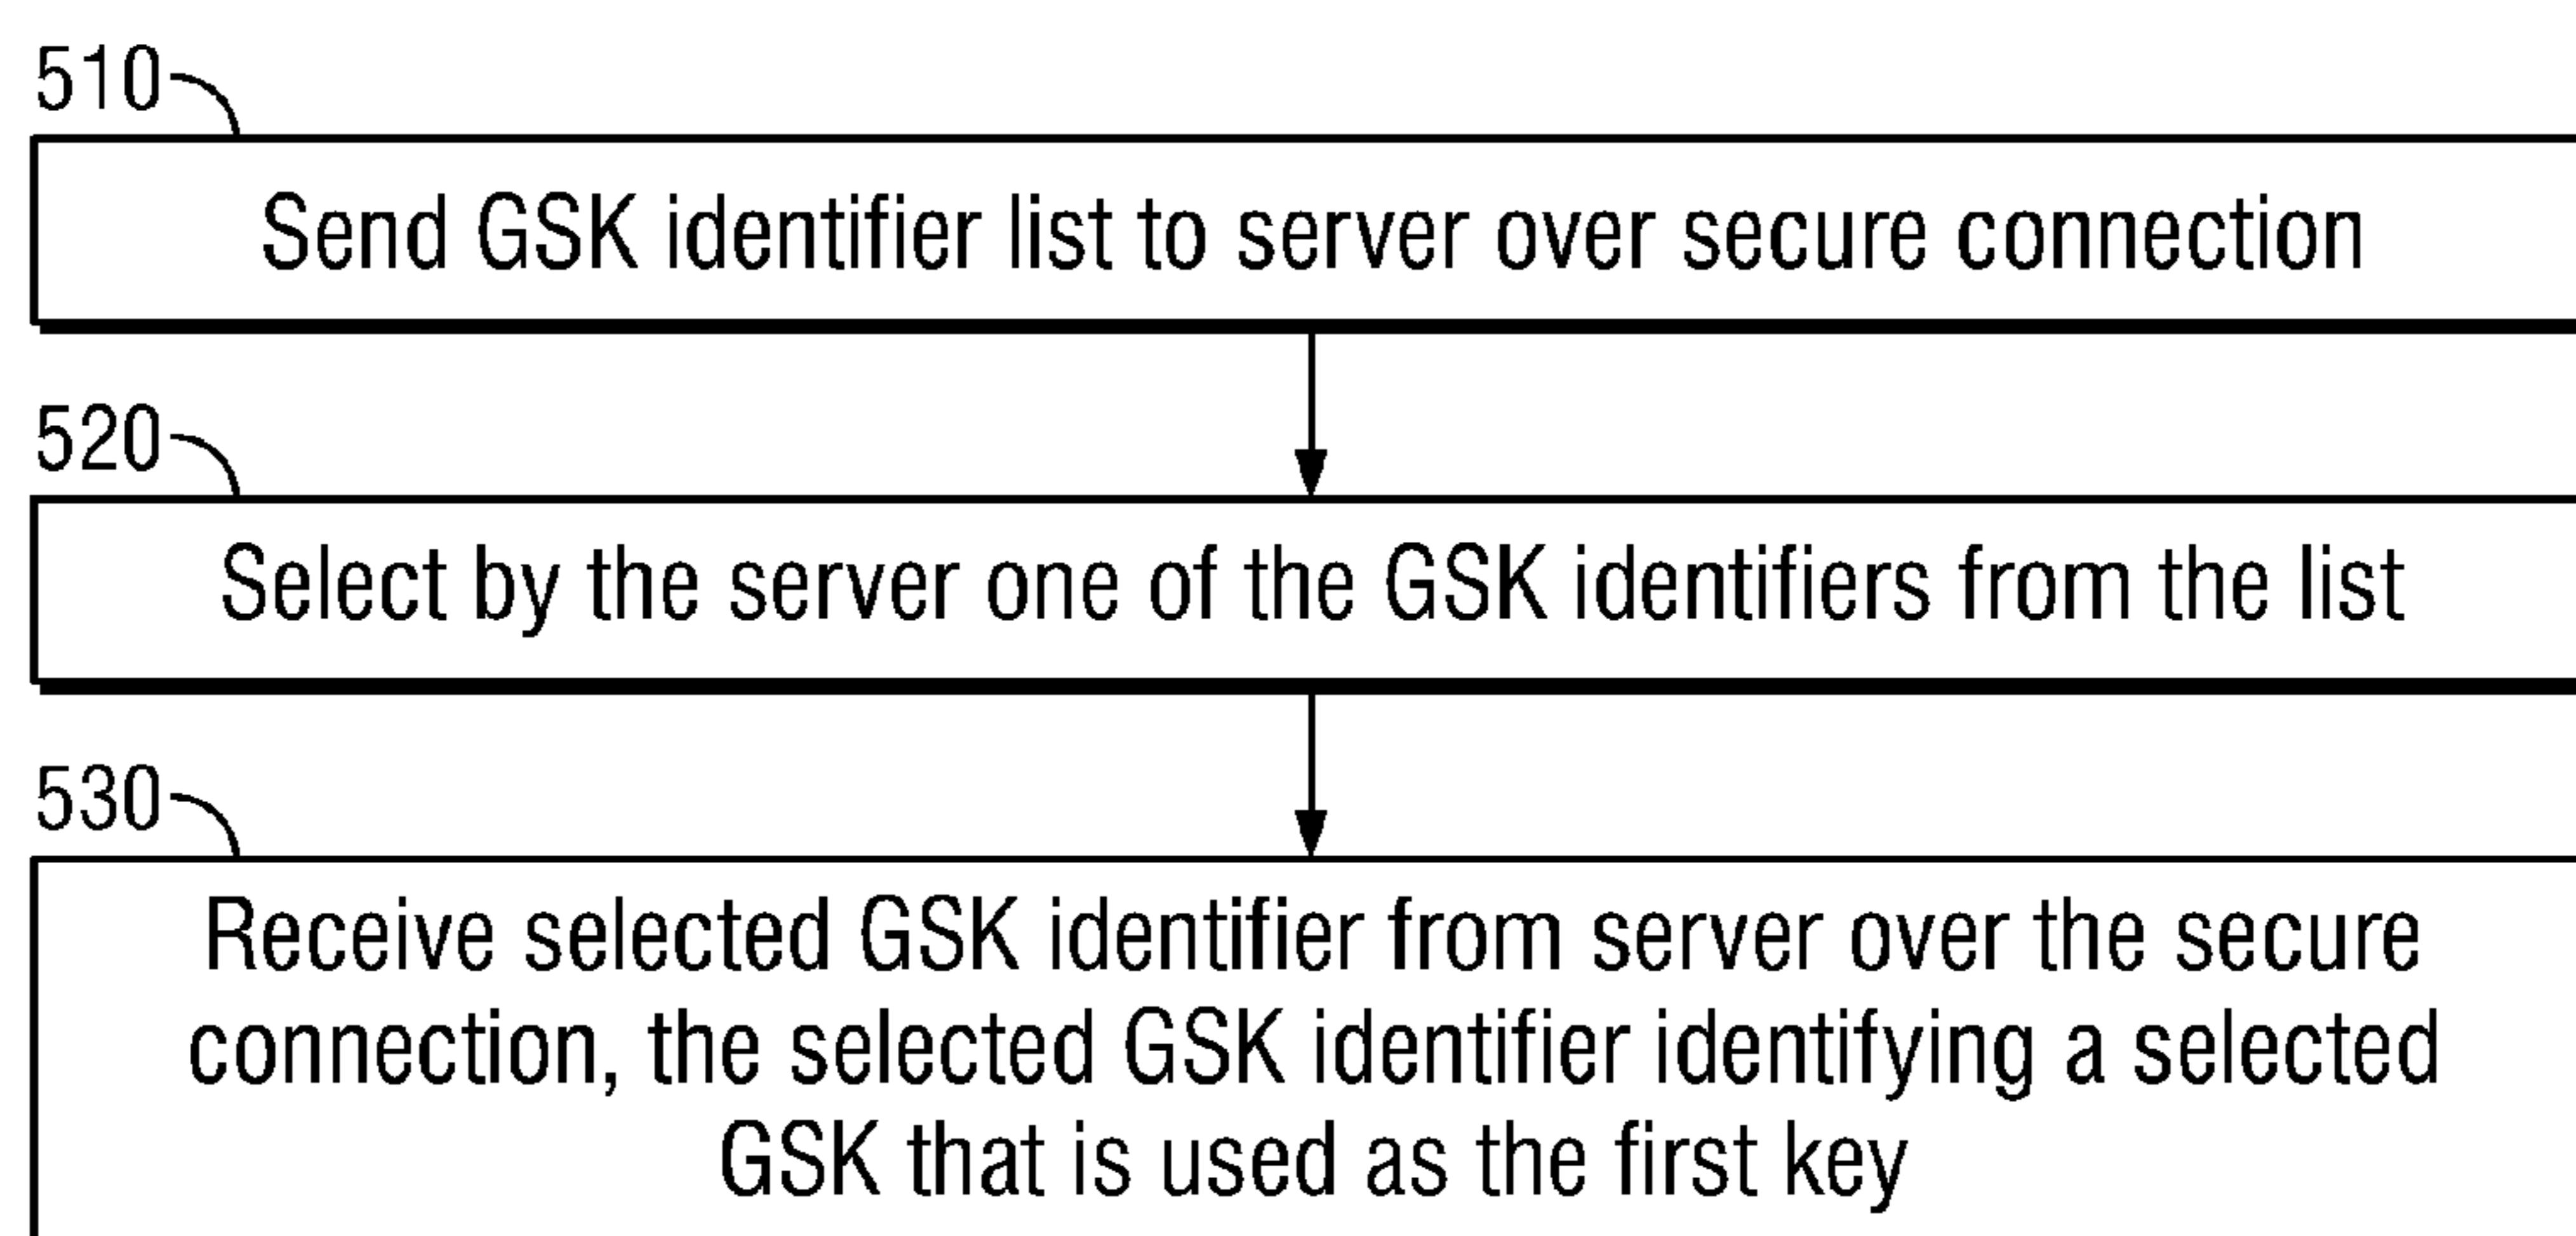 510
Send GSK identifier list to server over secure connection
520
Select by the server one of the GSK identifiers from the list
530
Receive selected GSK identifier from server over the secure
connection, the selected GSK identifier identifying a selected
GSK that is used as the first key